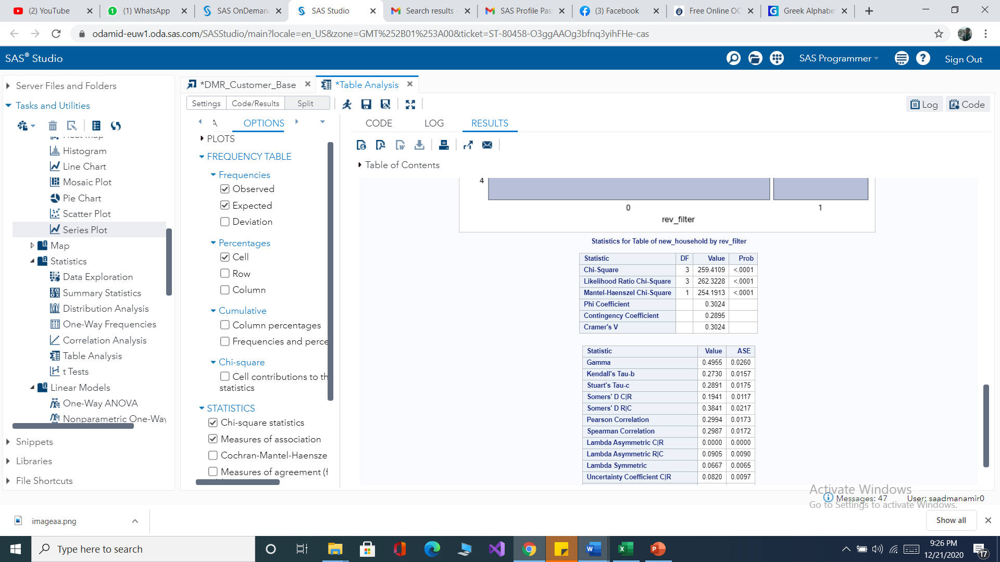 (2) YouTube
(1) WhatsApp
SAS OnDeman
SAS Studio
Search results -
SAS Profile Pas
(3) Facebook
Free Online OC
Greek Alphabe
odamid-euw1.oda.sas.com/SASStudio/main?locale=en_US&zone=GMT%252B01%253A00&ticket=ST-80458-O3ggAAOg3bfnq3yihFHe-cas
SAS® Studio
SAS Programmer
Sign Out
Server Files and Folders
Tasks and Utilities
Histogram
Line Chart
Mosaic Plot
Pie Chart
Scatter Plot
Series Plot
Map
Statistics
Data Exploration
Summary Statistics
Distribution Analysis
One-Way Frequencies
Correlation Analysis
Table Analysis
t Tests
Linear Models
One-Way ANOVA
Nonparametric One-Way
Snippets
Libraries
File Shortcuts
*DMR_Customer_Base
*Table Analysis
Settings
Code/Results
Split
Log
Code
OPTIONS
PLOTS
FREQUENCY TABLE
Frequencies
Observed
Expected
Deviation
Percentages
Cell
Row
Column
Cumulative
Column percentages
Frequencies and perce
Chi-square
Cell contributions to th
statistics
STATISTICS
Chi-square statistics
Measures of association
Cochran-Mantel-Haensze
Measures of agreement (f
CODE
LOG
RESULTS
Table of Contents
4
0 1
rev_filter
Statistics for Table of new_household by rev_filter
Statistic DF Value Prob
Chi-Square 3 259.4109 <.0001
Likelihood Ratio Chi-Square 3 262.3228 <.0001
Mantel-Haenszel Chi-Square 1 254.1913 <.0001
Phi Coefficient 0.3024
Contingency Coefficient 0.2895
Cramer's V 0.3024
Statistic Value ASE
Gamma 0.4955 0.0260
Kendall's Tau-b 0.2730 0.0157
Stuart's Tau-c 0.2891 0.0175
Somers' D C|R 0.1941 0.0117
Somers' D R|C 0.3841 0.0217
Pearson Correlation 0.2994 0.0173
Spearman Correlation 0.2987 0.0172
Lambda Asymmetric C|R 0.0000 0.0000
Lambda Asymmetric R|C 0.0905 0.0090
Lambda Symmetric 0.0667 0.0065
Uncertainty Coefficient C|R 0.0820 0.0097
Activate Windows
Go to Settings to activate Windows.
Messages: 47
User: saadmanamir0
imageaa.png
Show all
Type here to search
9:26 PM
12/21/2020
17